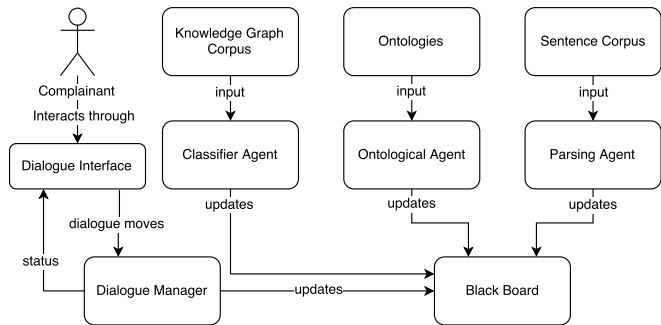 Knowledge Graph
Corpus
Ontologies
Sentence Corpus
Complainant
input
input
input
Interacts through
Dialogue Interface
Classifier Agent
Ontological Agent
Parsing Agent
updates
updates
updates
dialogue moves
status
Dialogue Manager
updates
Black Board